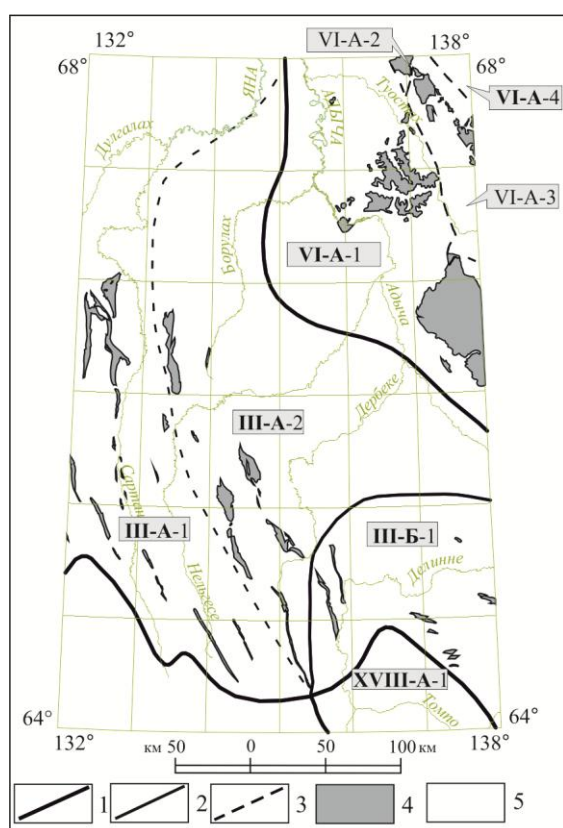 132°
VI-А-2
138°
68°
68°
ЯНА
АДЫЧА
Туостах
VI-А-4
Дулгалах
VI-А-3
Борулах
VI-А-1
Адыча
Дербеке
III-А-2
Сартанг
III-А-1
III-Б-1
Делинне
Нельгесе
XVIII-А-1
Томпо
64°
64°
132°
138°
км 50 0 50 100 км
1 2 3 4 5